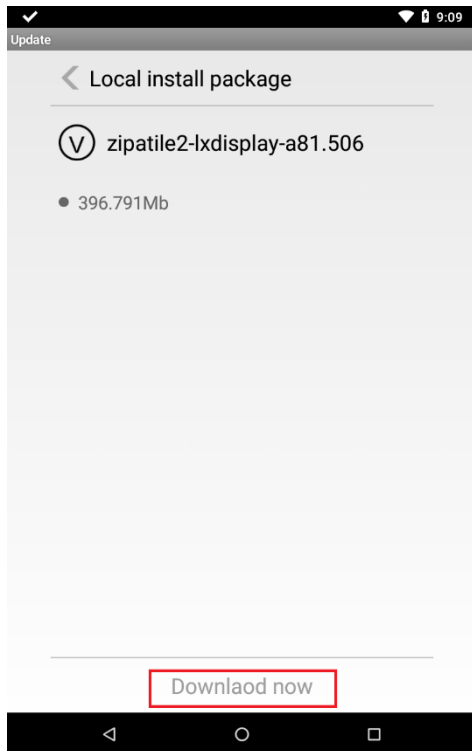 9:09
Update
Local install package
V zipatile2-lxdisplay-a81.506
396.791Mb
Downlaod now